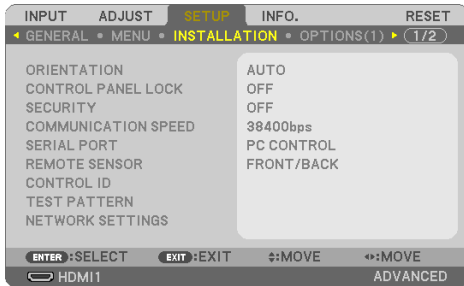 INPUT ADJUST SETUP INFO. RESET
GENERAL • MENU • INSTALLATION • OPTIONS(1) 1/2
ORIENTATION AUTO
CONTROL PANEL LOCK OFF
SECURITY OFF
COMMUNICATION SPEED 38400bps
SERIAL PORT PC CONTROL
REMOTE SENSOR FRONT/BACK
CONTROL ID
TEST PATTERN
NETWORK SETTINGS
ENTER :SELECT EXIT :EXIT :MOVE :MOVE
HDMI1 ADVANCED